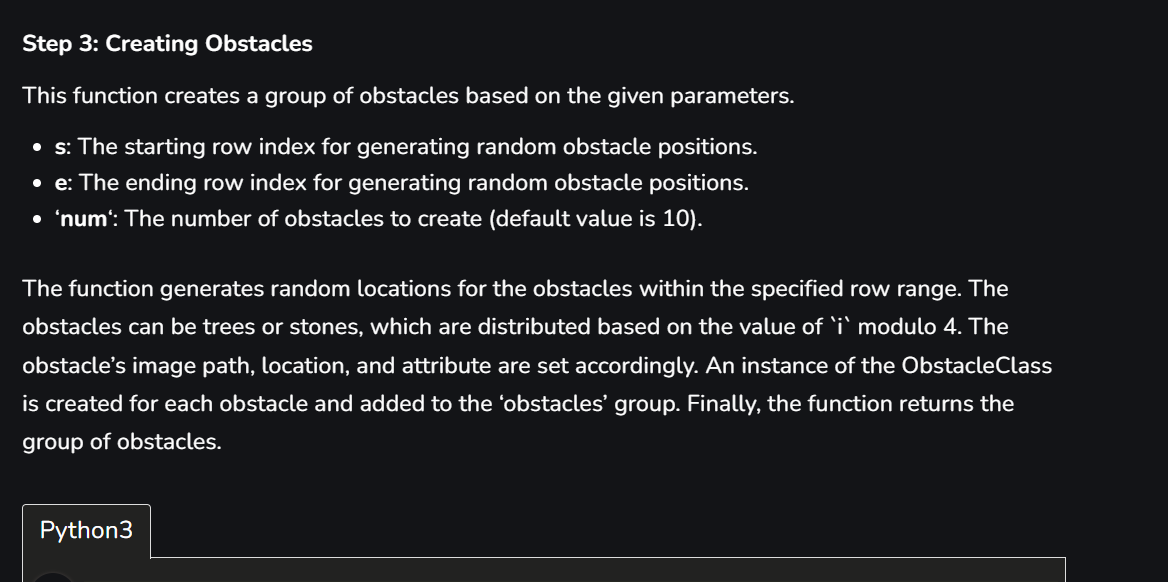 Step 3: Creating Obstacles
This function creates a group of obstacles based on the given parameters.
• s: The starting row index for generating random obstacle positions.
• e: The ending row index for generating random obstacle positions.
• ‘num‘: The number of obstacles to create (default value is 10).
The function generates random locations for the obstacles within the specified row range. The
obstacles can be trees or stones, which are distributed based on the value of `i` modulo 4. The
obstacle’s image path, location, and attribute are set accordingly. An instance of the ObstacleClass
is created for each obstacle and added to the ‘obstacles’ group. Finally, the function returns the
group of obstacles.
Python3